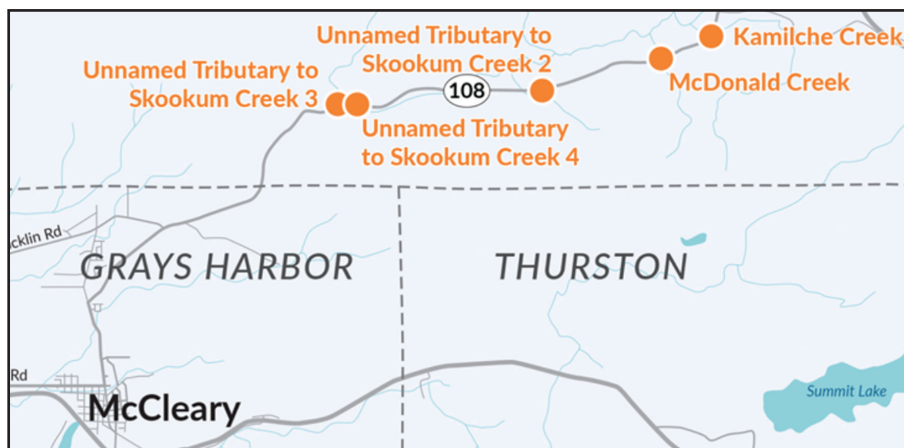 Unnamed Tributary to
Skookum Creek 2
Kamilche Creek
Unnamed Tributary to
Skookum Creek 3
McDonald Creek
108
Unnamed Tributary
to Skookum Creek 4
cklin Rd
GRAYS HARBOR
THURSTON
Rd
McCleary
Summit Lake